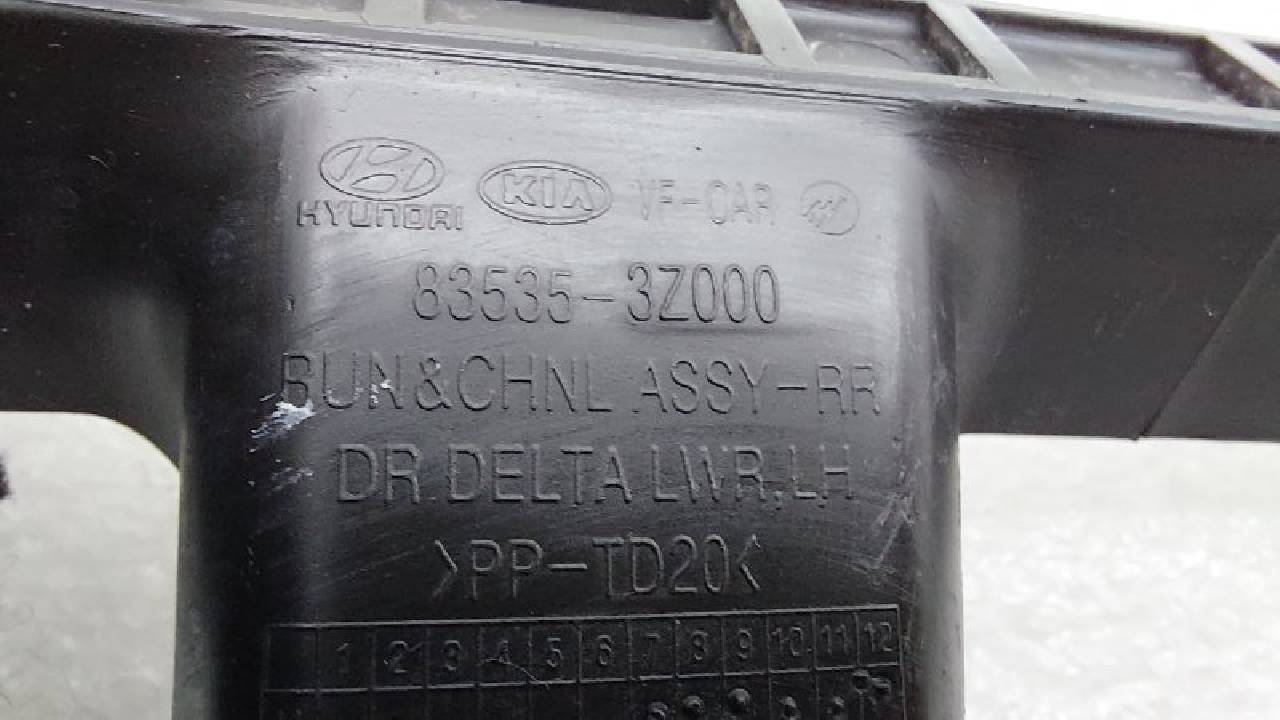 HYUNDAI KIA VF-CAR
83535-3Z000
RUN&CHNL ASSY-RR
DR.DELTA LWR,LH
>PP-TD20<
1 2 3 4 5 6 7 8 9 10 11 12